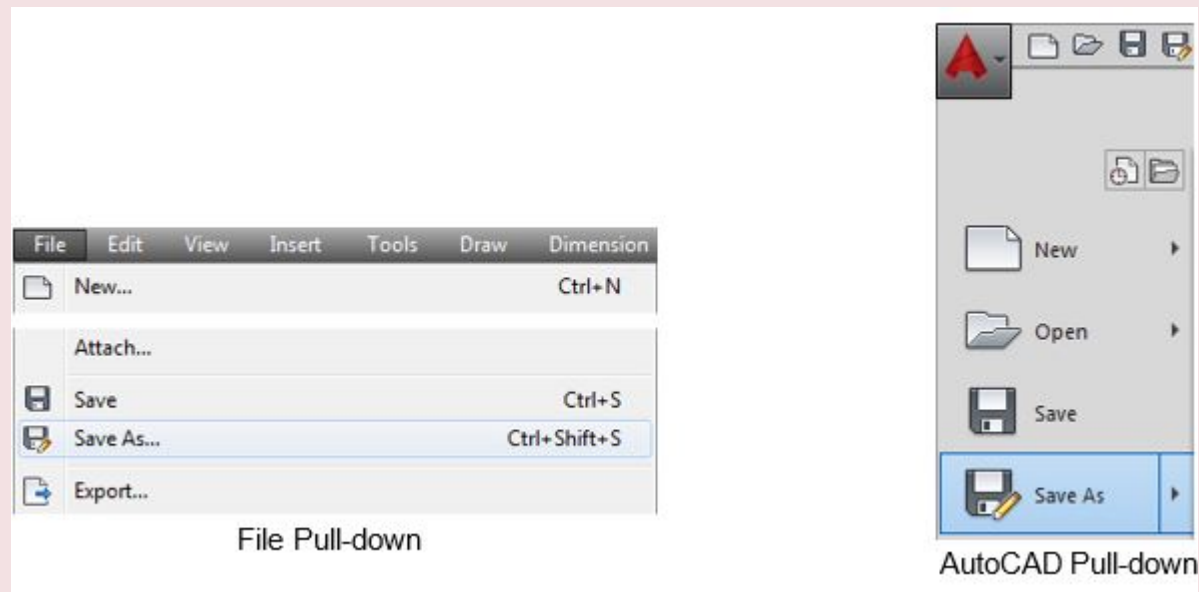 File Edit View Insert Tools Draw Dimension
New... Ctrl+N
Attach...
Save Ctrl+S
Save As... Ctrl+Shift+S
Export...
File Pull-down
New
Open
Save
Save As
AutoCAD Pull-down